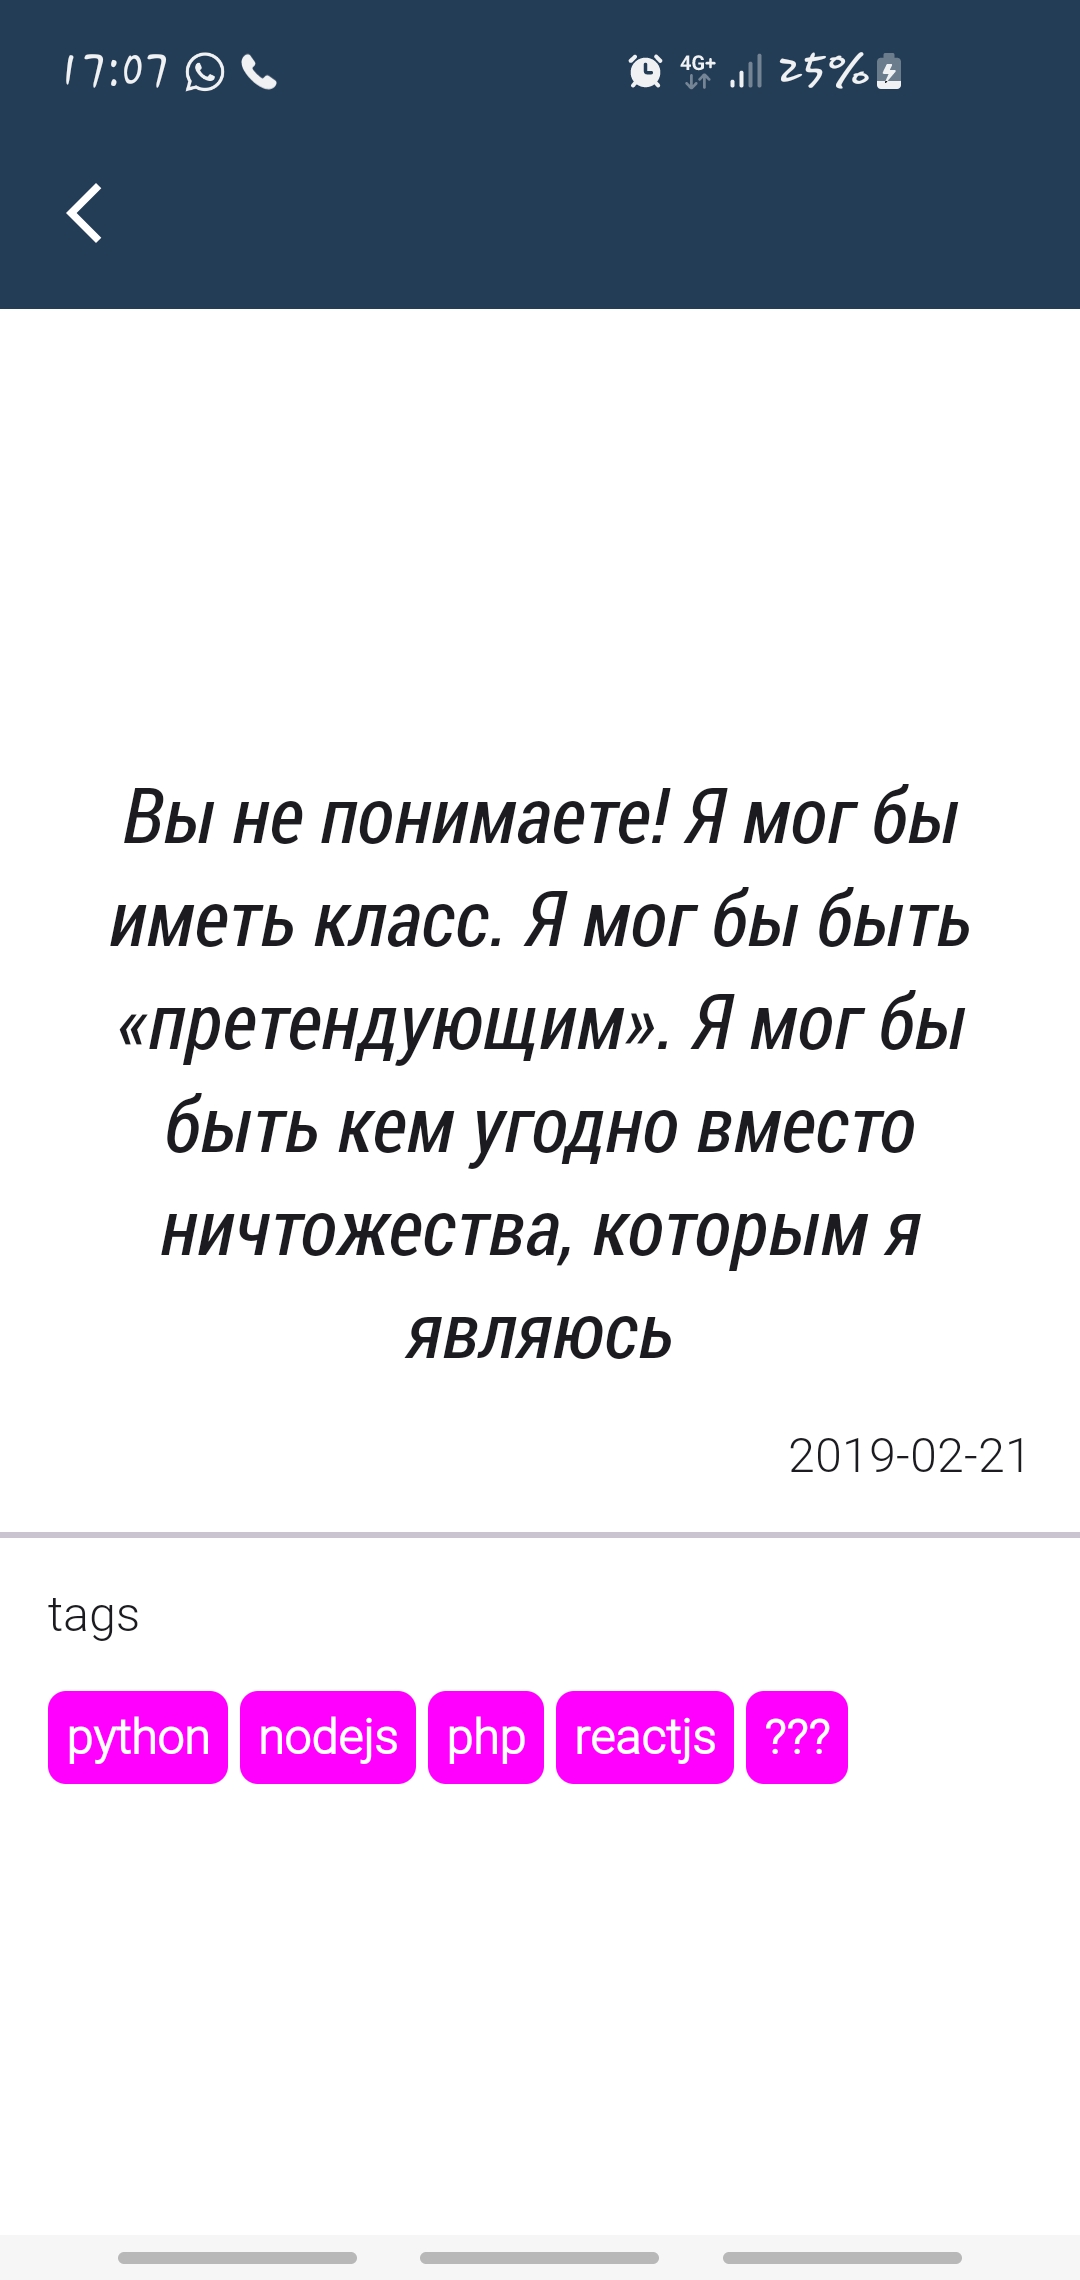 17:07 4G+ 25%
Вы не понимаете! Я мог бы
иметь класс. Я мог бы быть
«претендующим». Я мог бы
быть кем угодно вместо
ничтожества, которым я
являюсь
2019-02-21
tags
python nodejs php reactjs ???